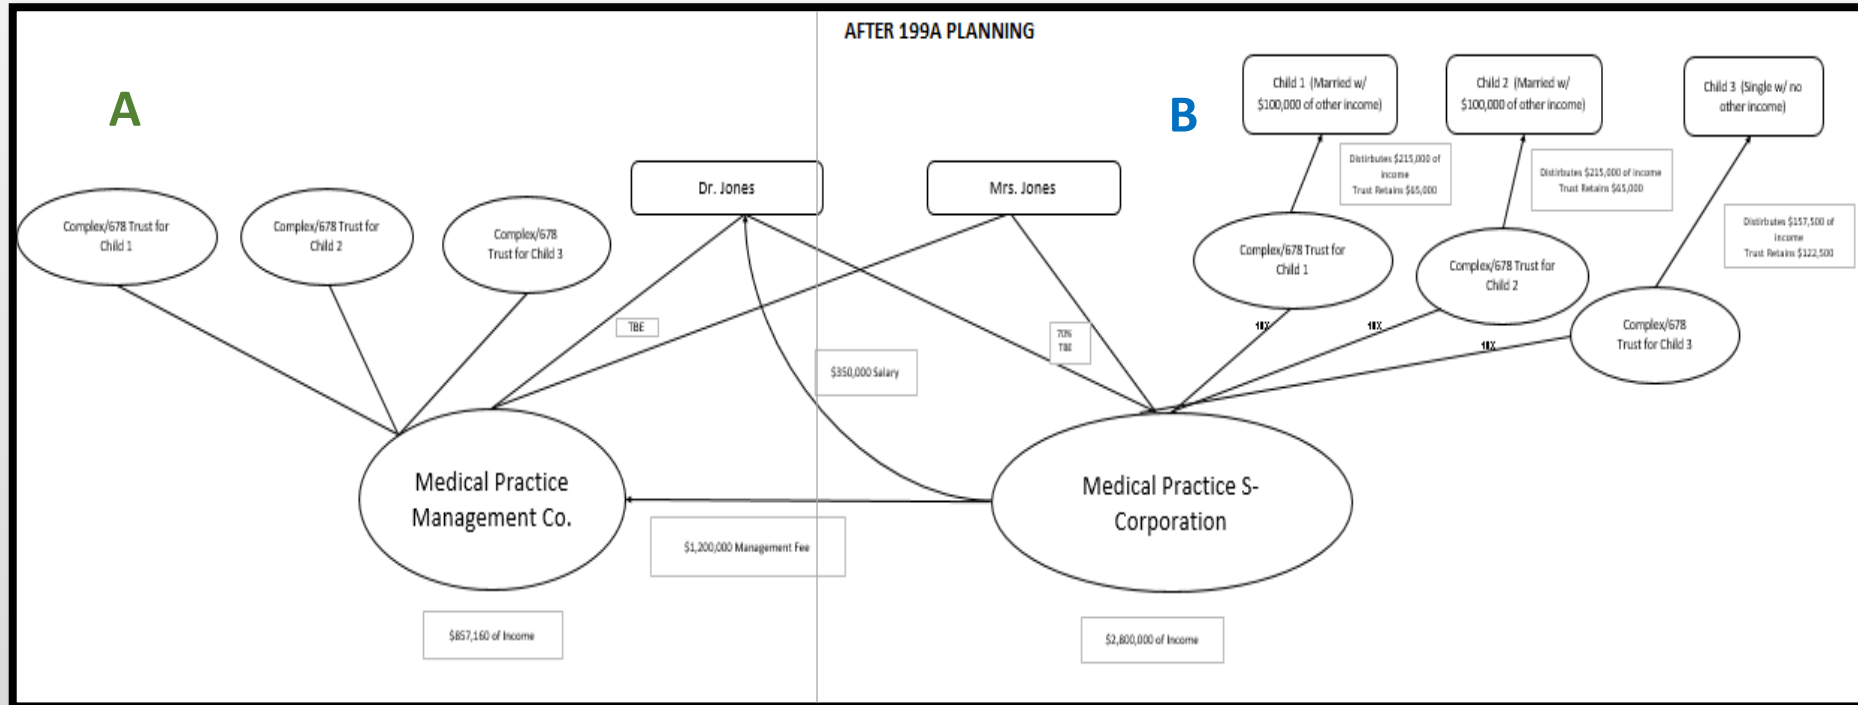 AFTER 199A PLANNING
A
B
Child 1 (Married w/
$100,000 of other income)
Child 2 (Married w/
$100,000 of other income)
Child 3 (Single w/ no
other income)
Distirbutes $215,000 of
income
Trust Retains $65,000
Distirbutes $215,000 of income
Trust Retains $65,000
Distirbutes $157,500 of
income
Trust Retains $122,500
Dr. Jones
Mrs. Jones
Complex/678 Trust for
Child 1
Complex/678 Trust for
Child 2
Complex/678
Trust for Child 3
Complex/678 Trust for
Child 1
Complex/678 Trust for
Child 2
Complex/678
Trust for Child 3
TBE
70%
TBE
10%
10%
10%
$350,000 Salary
Medical Practice
Management Co.
Medical Practice S-
Corporation
$1,200,000 Management Fee
$857,160 of Income
$2,800,000 of Income